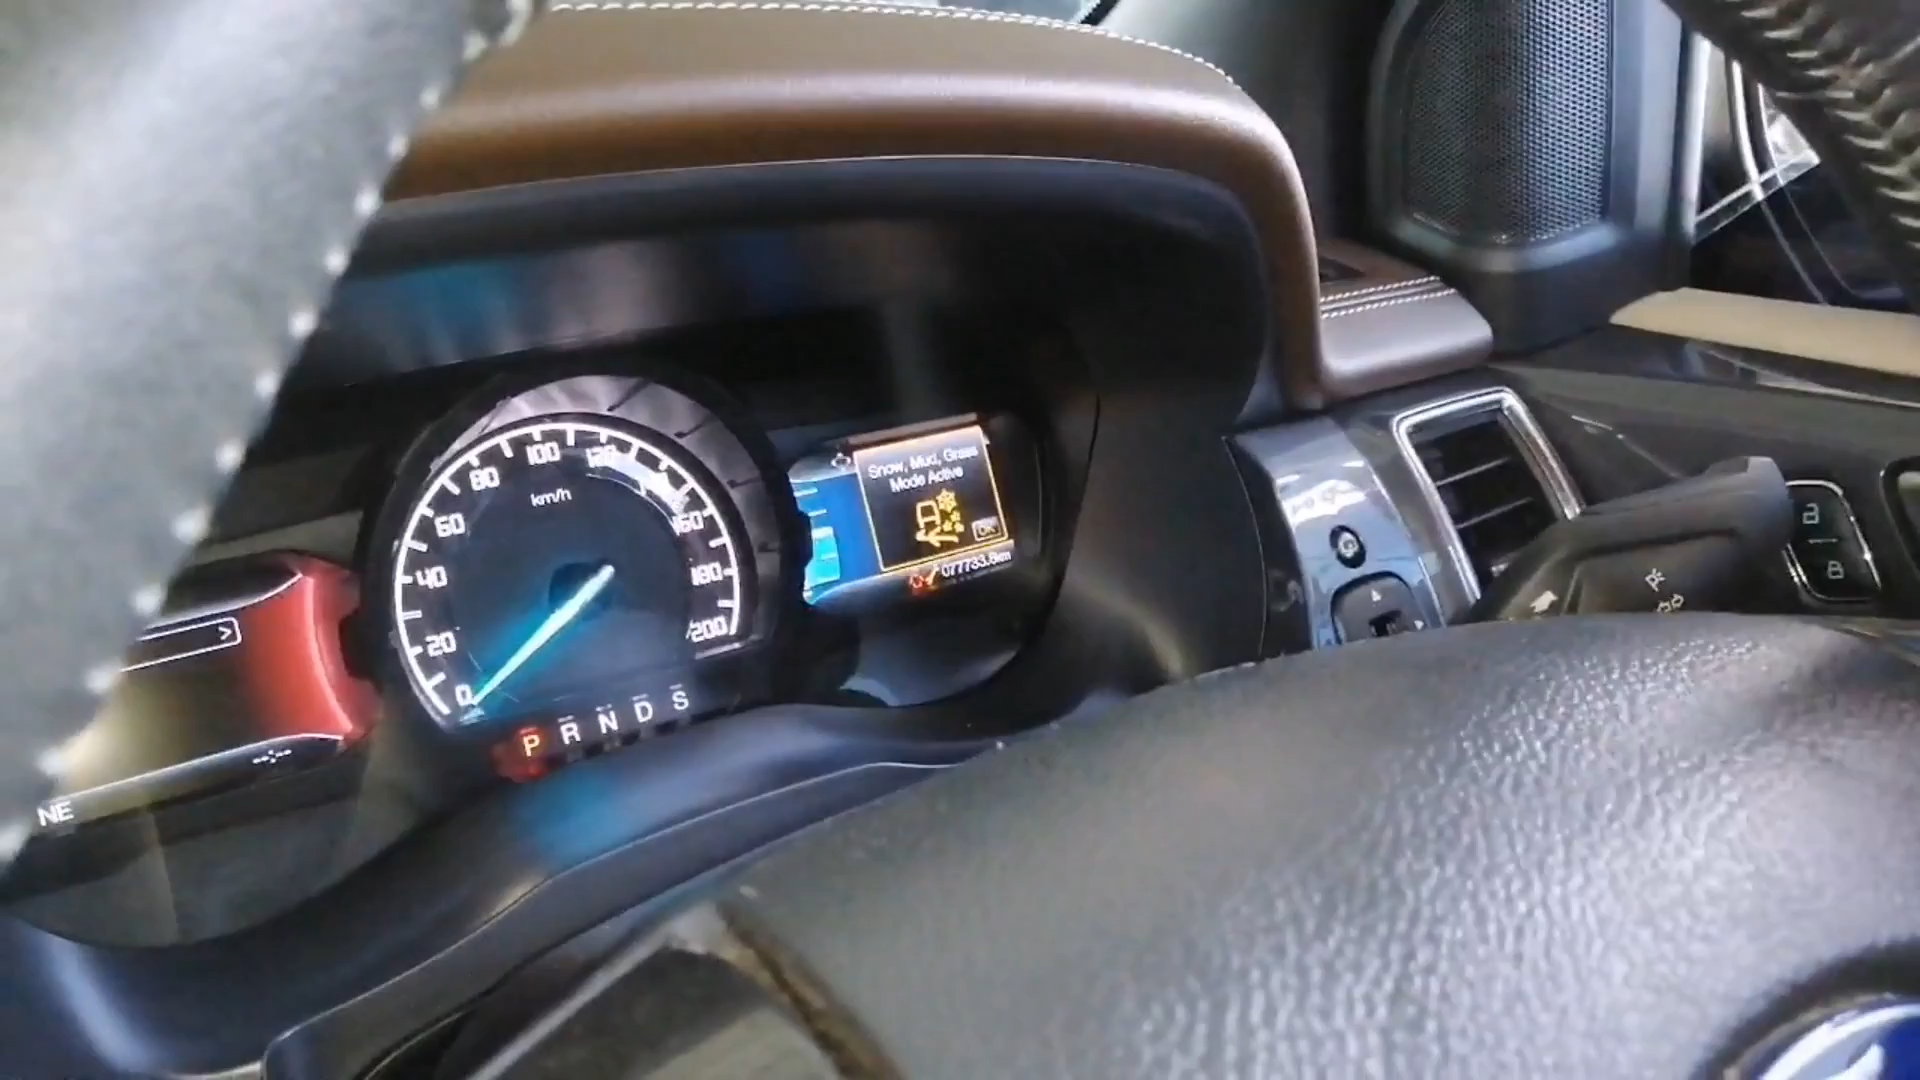 0
20
40
60
80
100
120
160
180
200
km/h
P R N D S
Snow, Mud, Grass
Mode Active
OK
077733.8km
NE
--:--
>